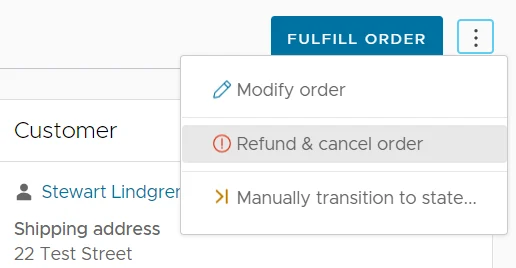 FULFILL ORDER
Modify order
Refund & cancel order
Manually transition to state...
Customer
Stewart Lindgren
Shipping address
22 Test Street